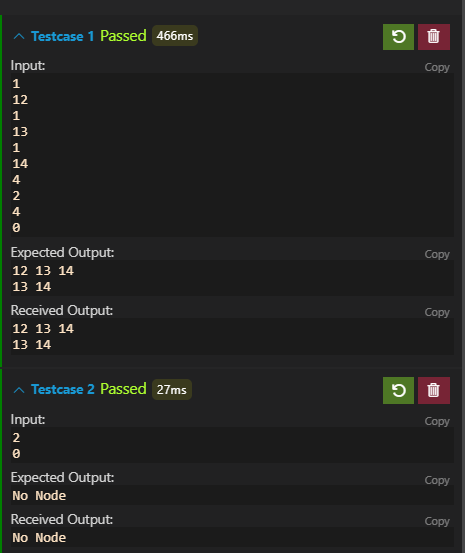 Testcase 1 Passed 466ms
Input:
Copy
1
12
1
13
1
14
4
2
4
0
Expected Output:
Copy
12 13 14
13 14
Received Output:
Copy
12 13 14
13 14
Testcase 2 Passed 27ms
Input:
Copy
2
0
Expected Output:
Copy
No Node
Received Output:
Copy
No Node